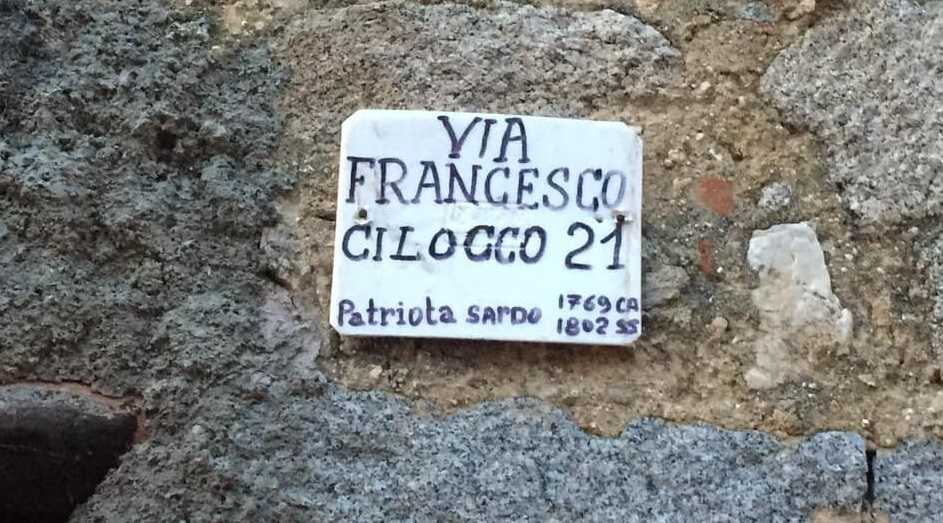 VIA
FRANCESCO
CILOCCO 21
Patriota SARDO 1769 CA
1802 SS